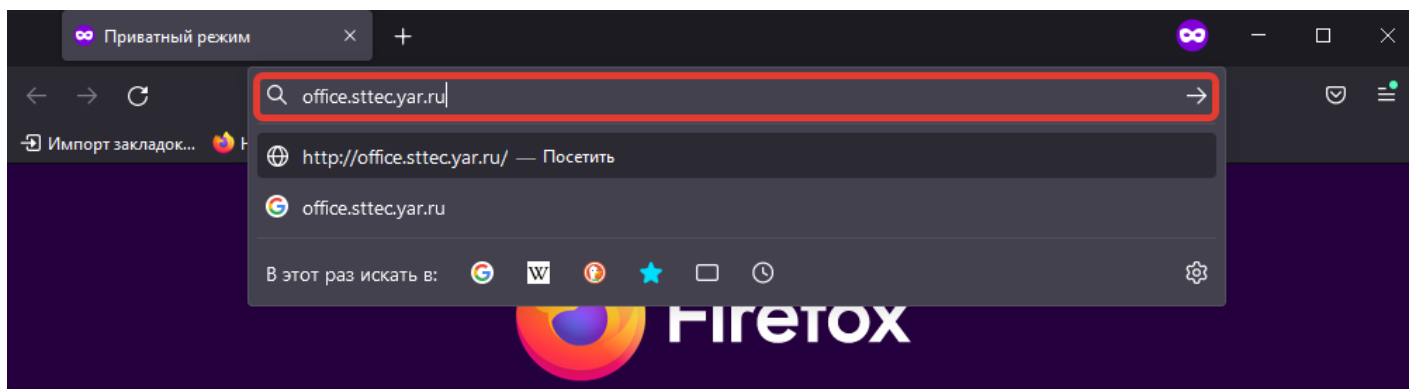 Приватный режим
office.sttec.yar.ru
Импорт закладок...
http://office.sttec.yar.ru/ — Посетить
office.sttec.yar.ru
В этот раз искать в:
W
Firefox